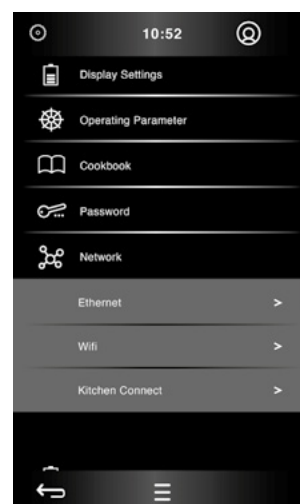 10:52
Display Settings
Operating Parameter
Cookbook
Password
Network
Ethernet >
Wifi >
Kitchen Connect >